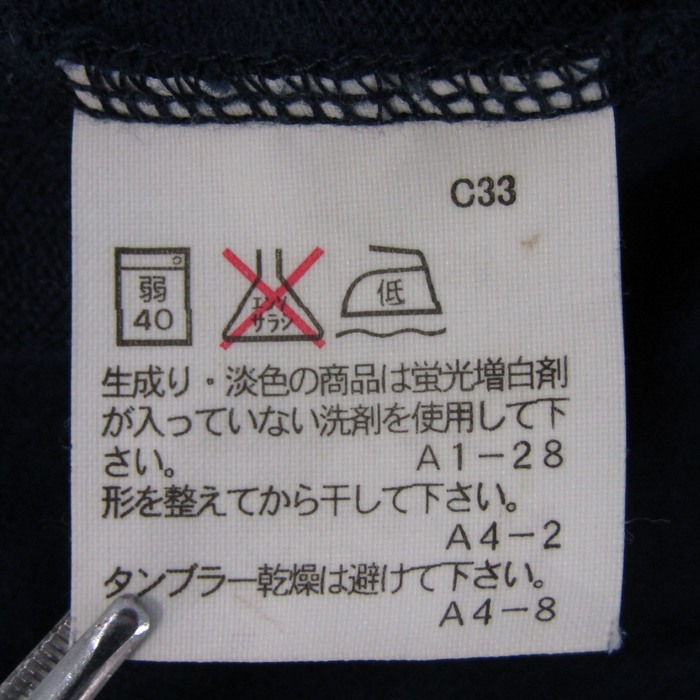 C33
弱
40
エンソ
サラシ
低
生成り・淡色の商品は蛍光増白剤
が入っていない洗剤を使用して下
さい。 A1-28
形を整えてから干して下さい。
A4-2
タンブラー乾燥は避けて下さい。
A4-8